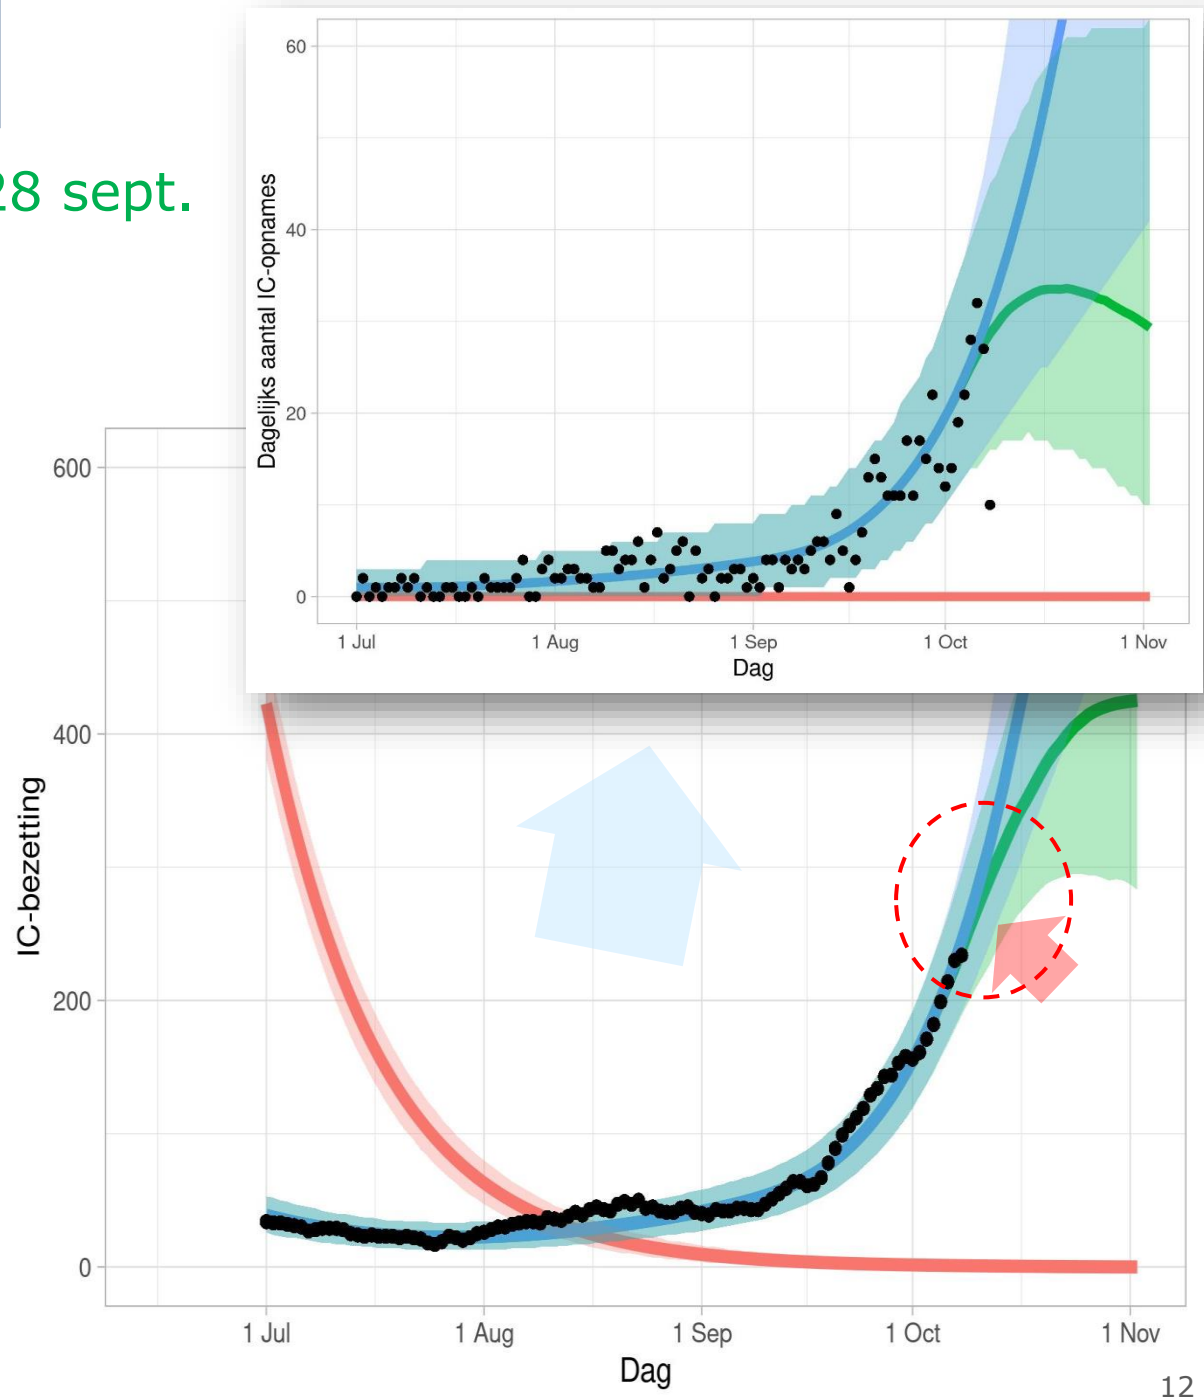 28 sept.
60
40
20
0
Dagelijks aantal IC-opnames
1 Jul
1 Aug
1 Sep
1 Oct
1 Nov
Dag
600
400
200
0
IC-bezetting
1 Jul
1 Aug
1 Sep
1 Oct
1 Nov
Dag
12